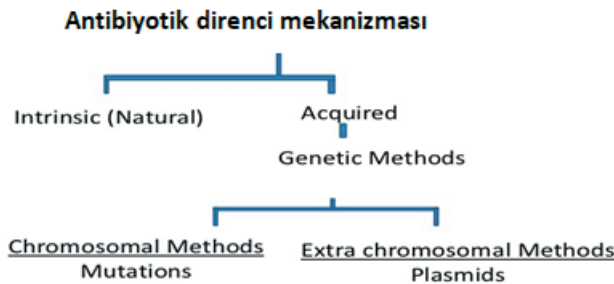 Antibiyotik direnci mekanizması
Intrinsic (Natural)
Acquired
Genetic Methods
Chromosomal Methods
Mutations
Extra chromosomal Methods
Plasmids